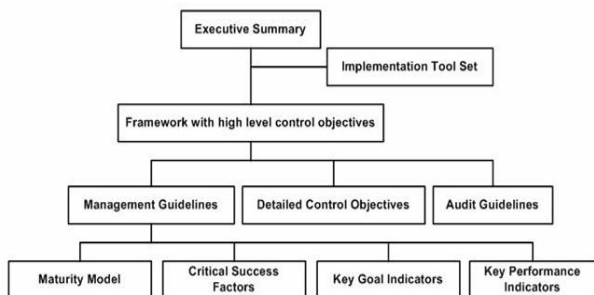 Executive Summary
Implementation Tool Set
Framework with high level control objectives
Management Guidelines
Detailed Control Objectives
Audit Guidelines
Maturity Model
Critical Success
Factors
Key Goal Indicators
Key Performance
Indicators